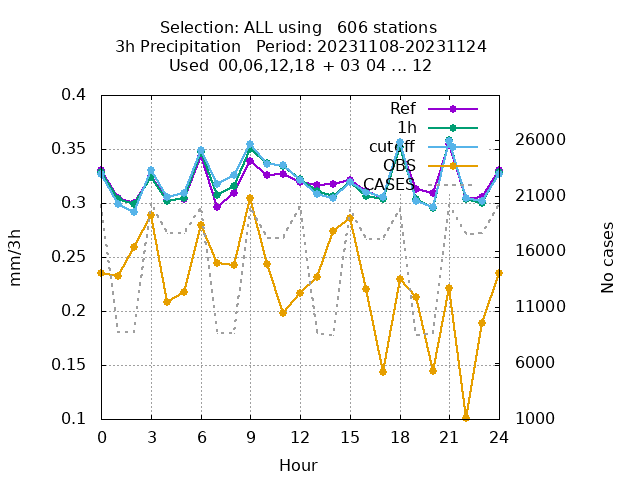 Selection: ALL using   606 stations
3h Precipitation   Period: 20231108-20231124
Used  00,06,12,18  + 03 04 ... 12
0.4
0.35
0.3
0.25
0.2
0.15
0.1
mm/3h
Ref
1h
cutoff
OBS
CASES
26000
21000
16000
11000
6000
1000
No cases
0 3 6 9 12 15 18 21 24
Hour